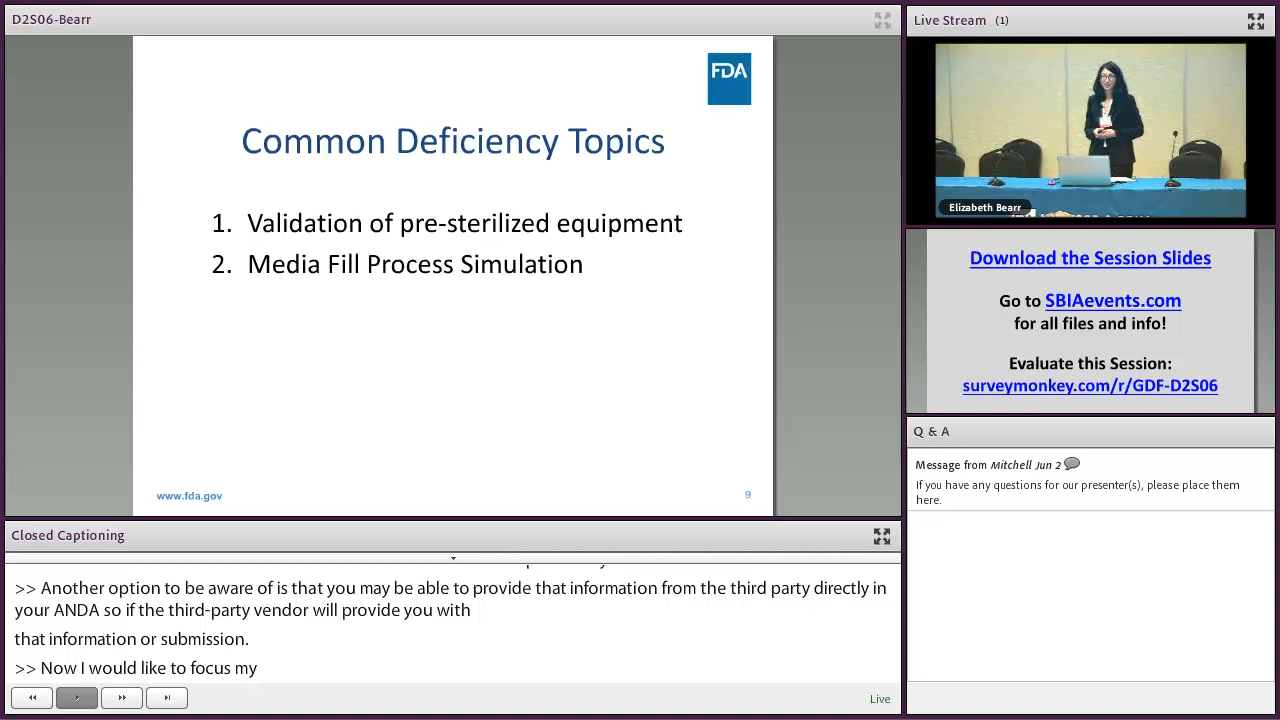 D2S06-Bearr
FDA
Common Deficiency Topics
1. Validation of pre-sterilized equipment
2. Media Fill Process Simulation
www.fda.gov
9
Closed Captioning
>> Another option to be aware of is that you may be able to provide that information from the third party directly in
your ANDA so if the third-party vendor will provide you with
that information or submission.
>> Now I would like to focus my
Live
Live Stream (1)
Elizabeth Bearr
Download the Session Slides
Go to SBIAevents.com
for all files and info!
Evaluate this Session:
surveymonkey.com/r/GDF-D2S06
Q & A
Message from Mitchell Jun 2
If you have any questions for our presenter(s), please place them
here.